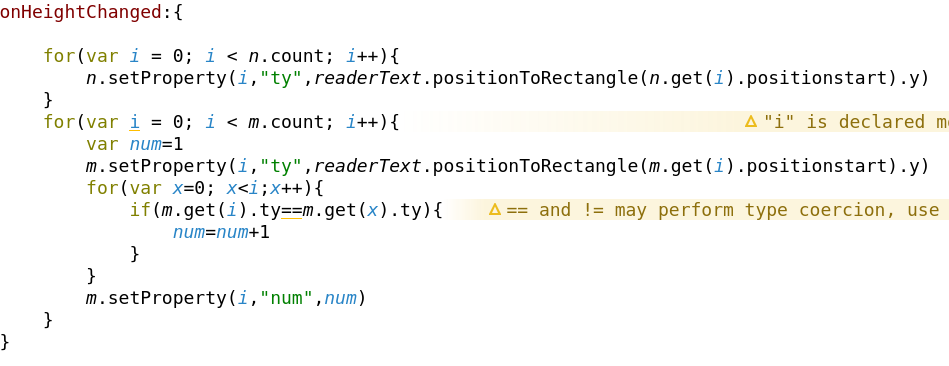 onHeightChanged:{
for(var i = 0; i < n.count; i++){
n.setProperty(i,"ty",readerText.positionToRectangle(n.get(i).positionstart).y)
}
for(var i = 0; i < m.count; i++){ "i" is declared m
var num=1
m.setProperty(i,"ty",readerText.positionToRectangle(m.get(i).positionstart).y)
for(var x=0; x<i;x++){
if(m.get(i).ty==m.get(x).ty){ == and != may perform type coercion, use
num=num+1
}
}
m.setProperty(i,"num",num)
}
}